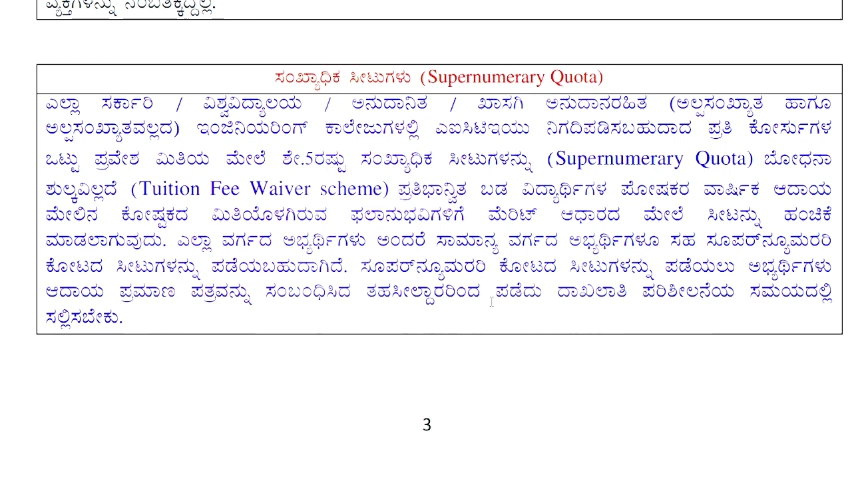 ವ್ಯಕ್ತಿಗಳನ್ನು ನಂಬತಕ್ಕದ್ದಲ್ಲ.
ಸಂಖ್ಯಾಧಿಕ ಸೀಟುಗಳು (Supernumerary Quota)
ಎಲ್ಲಾ ಸರ್ಕಾರಿ / ವಿಶ್ವವಿದ್ಯಾಲಯ / ಅನುದಾನಿತ / ಖಾಸಗಿ ಅನುದಾನರಹಿತ (ಅಲ್ಪಸಂಖ್ಯಾತ ಹಾಗೂ
ಅಲ್ಪಸಂಖ್ಯಾತವಲ್ಲದ) ಇಂಜಿನಿಯರಿಂಗ್ ಕಾಲೇಜುಗಳಲ್ಲಿ ಎಐಸಿಟಿಇಯು ನಿಗದಿಪಡಿಸಬಹುದಾದ ಪ್ರತಿ ಕೋರ್ಸುಗಳ
ಒಟ್ಟು ಪ್ರವೇಶ ಮಿತಿಯ ಮೇಲೆ ಶೇ.5ರಷ್ಟು ಸಂಖ್ಯಾಧಿಕ ಸೀಟುಗಳನ್ನು (Supernumerary Quota) ಬೋಧನಾ
ಶುಲ್ಕವಿಲ್ಲದೆ (Tuition Fee Waiver scheme) ಪ್ರತಿಭಾನ್ವಿತ ಬಡ ವಿದ್ಯಾರ್ಥಿಗಳ ಪೋಷಕರ ವಾರ್ಷಿಕ ಆದಾಯ
ಮೇಲಿನ ಕೋಷ್ಟಕದ ಮಿತಿಯೊಳಗಿರುವ ಫಲಾನುಭವಿಗಳಿಗೆ ಮೆರಿಟ್ ಆಧಾರದ ಮೇಲೆ ಸೀಟನ್ನು ಹಂಚಿಕೆ
ಮಾಡಲಾಗುವುದು. ಎಲ್ಲಾ ವರ್ಗದ ಅಭ್ಯರ್ಥಿಗಳು ಅಂದರೆ ಸಾಮಾನ್ಯ ವರ್ಗದ ಅಭ್ಯರ್ಥಿಗಳೂ ಸಹ ಸೂಪರ್‌ನ್ಯೂಮರರಿ
ಕೋಟದ ಸೀಟುಗಳನ್ನು ಪಡೆಯಬಹುದಾಗಿದೆ. ಸೂಪರ್‌ನ್ಯೂಮರರಿ ಕೋಟದ ಸೀಟುಗಳನ್ನು ಪಡೆಯಲು ಅಭ್ಯರ್ಥಿಗಳು
ಆದಾಯ ಪ್ರಮಾಣ ಪತ್ರವನ್ನು ಸಂಬಂಧಿಸಿದ ತಹಸೀಲ್ದಾರರಿಂದ ಪಡೆದು ದಾಖಲಾತಿ ಪರಿಶೀಲನೆಯ ಸಮಯದಲ್ಲಿ
ಸಲ್ಲಿಸಬೇಕು.
3